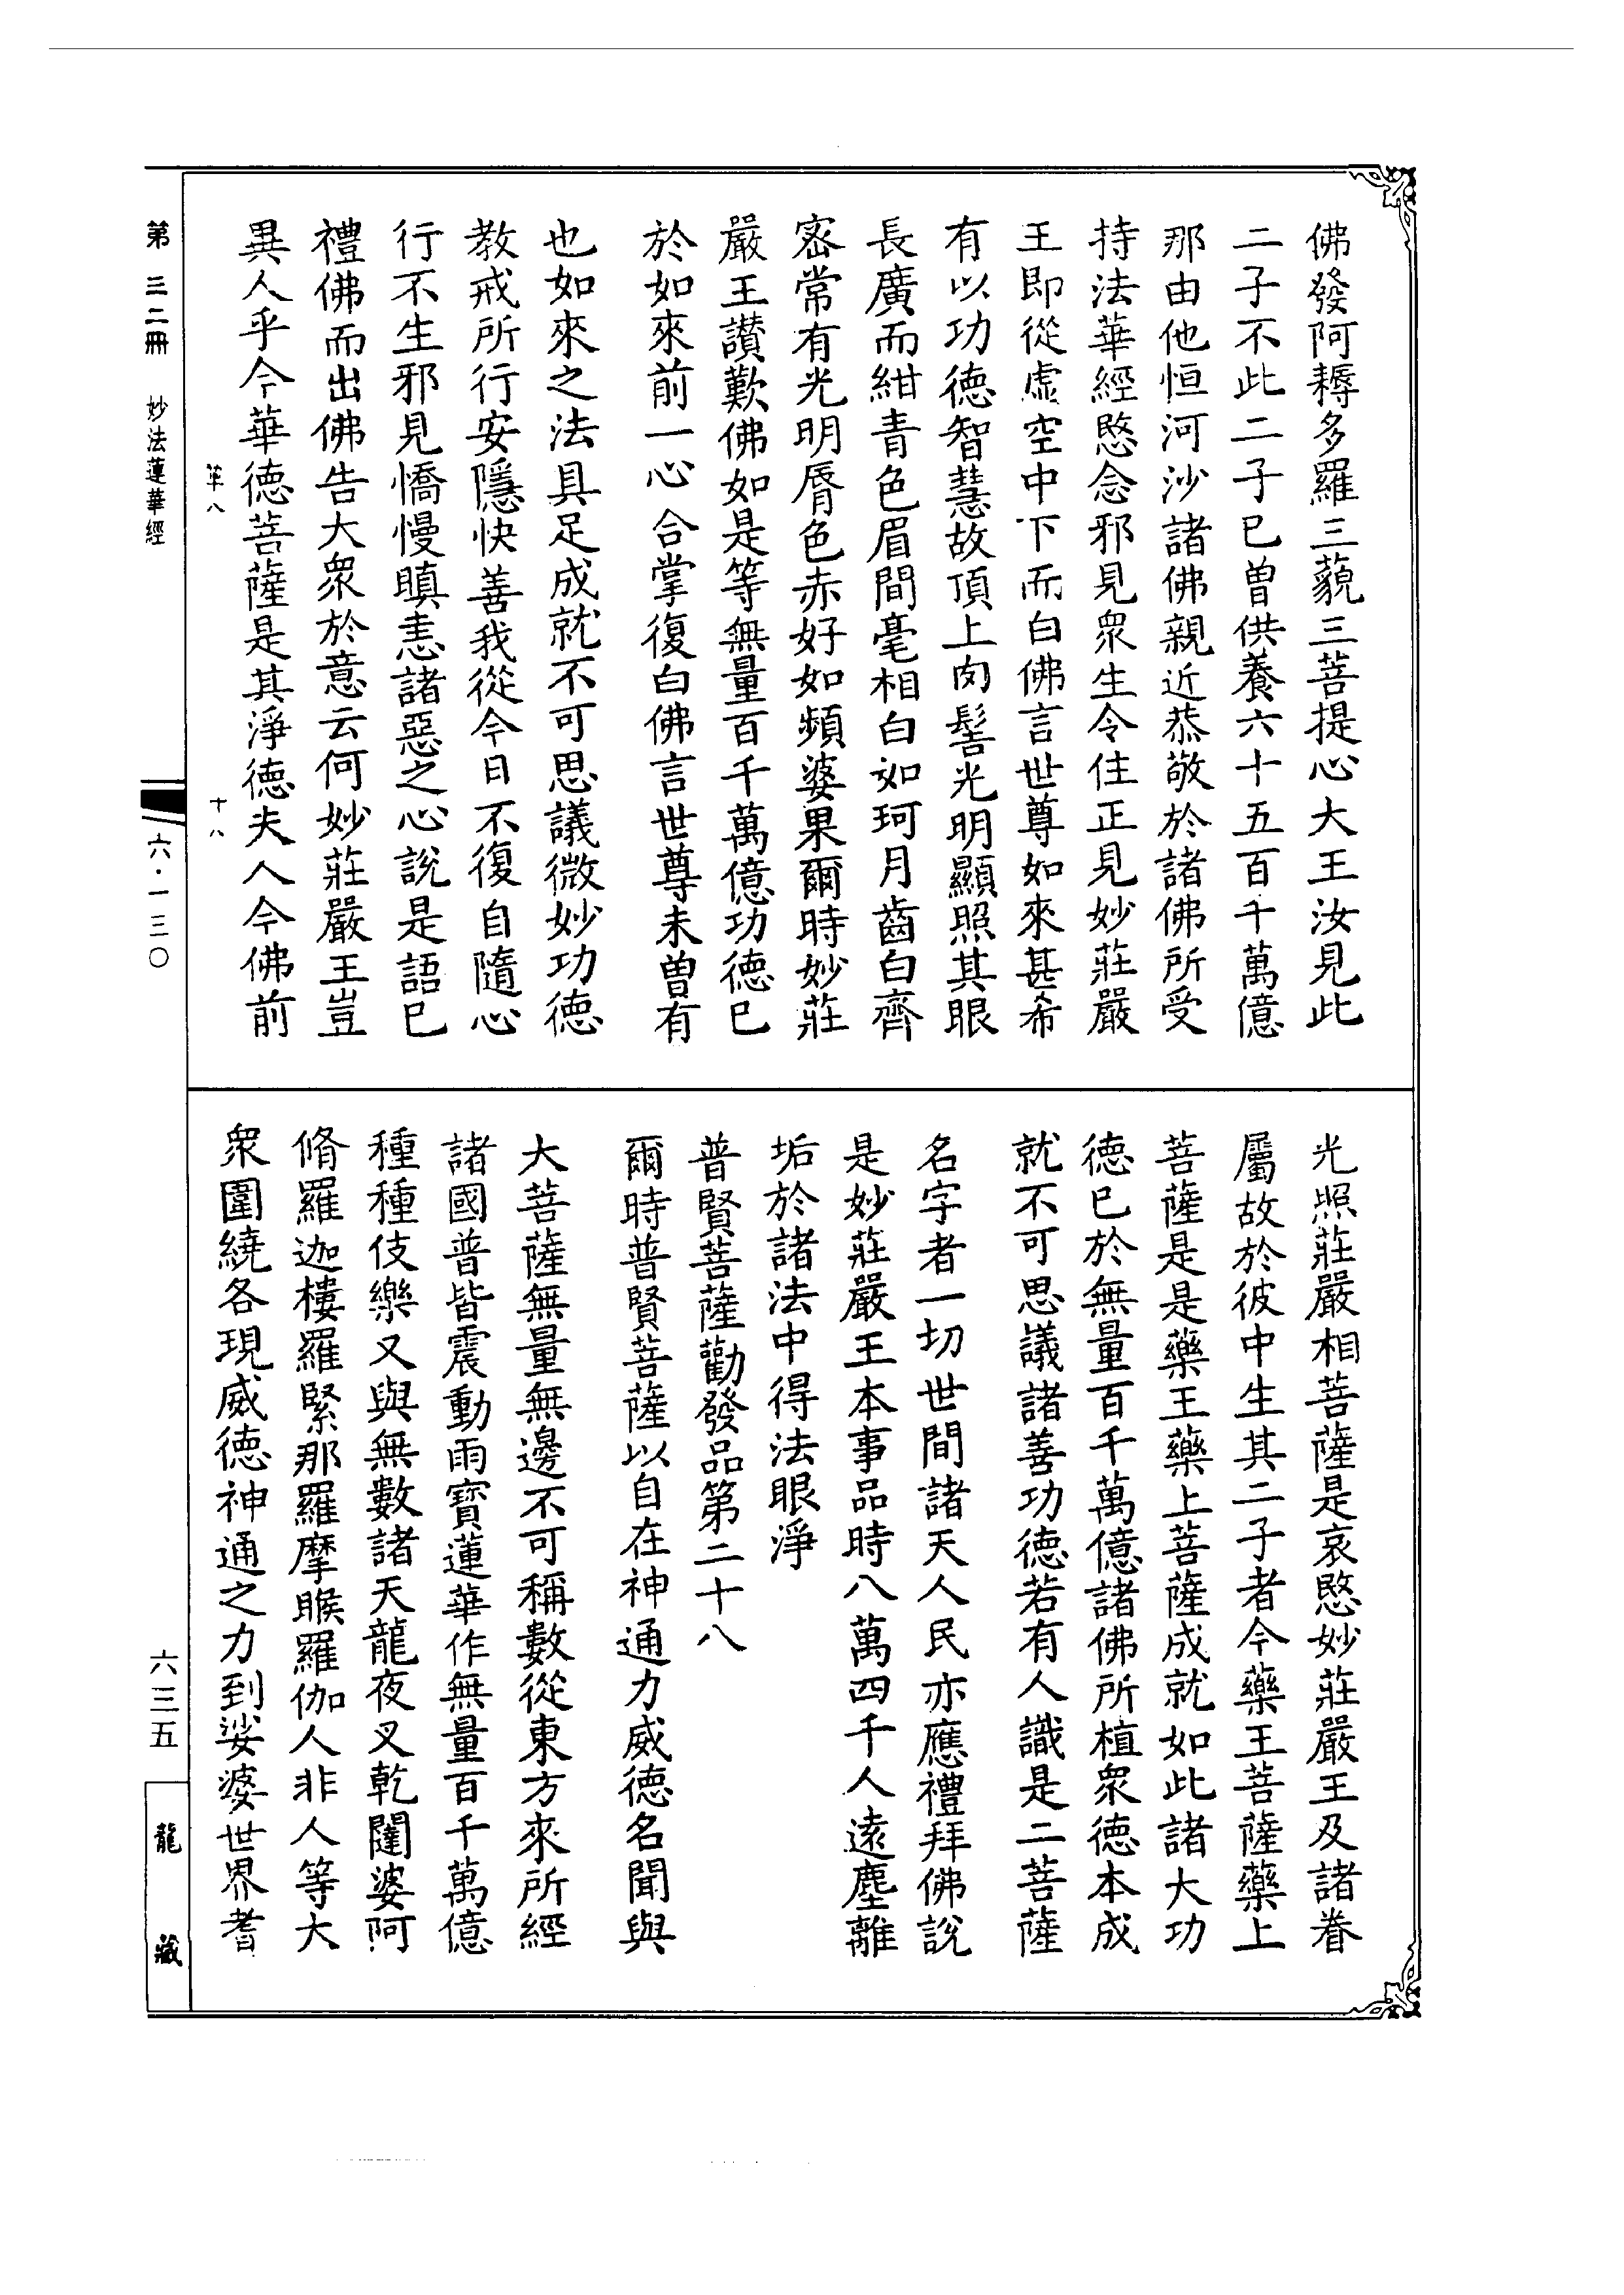 佛發阿耨多羅三藐三菩提心大王汝見此
二子不此二子已曾供養六十五百千萬億
那由他恒河沙諸佛親近恭敬於諸佛所受
持法華經愍念邪見眾生令住正見妙莊嚴
王即從虛空中下而白佛言世尊如來甚希
有以功德智慧故頂上肉髻光明顯照其眼
長廣而紺青色眉間毫相白如珂月齒白齊
密常有光明脣色赤好如頻婆果爾時妙莊
嚴王讚歎佛如是等無量百千萬億功德已
於如來前一心合掌復白佛言世尊未曾有
也如來之法具足成就不可思議微妙功德
教戒所行安隱快善我從今日不復自隨心
行不生邪見憍慢瞋恚諸惡之心說是語已
禮佛而出佛告大眾於意云何妙莊嚴王豈
異人乎今華德菩薩是其淨德夫人今佛前
光照莊嚴相菩薩是哀愍妙莊嚴王及諸眷
屬故於彼中生其二子者今藥王菩薩藥上
菩薩是是藥王藥上菩薩成就如此諸大功
德已於無量百千萬億諸佛所植眾德本成
就不可思議諸善功德若有人識是二菩薩
名字者一切世間諸天人民亦應禮拜佛說
是妙莊嚴王本事品時八萬四千人遠塵離
垢於諸法中得法眼淨
普賢菩薩勸發品第二十八
爾時普賢菩薩以自在神通力威德名聞與
大菩薩無量無邊不可稱數從東方來所經
諸國普皆震動雨寶蓮華作無量百千萬億
種種伎樂又與無數諸天龍夜叉乾闥婆阿
脩羅迦樓羅緊那羅摩睺羅伽人非人等大
眾圍繞各現威德神通之力到娑婆世界耆
草八
十八
第三二冊 妙法蓮華經
六·一三〇
六三五
龍藏